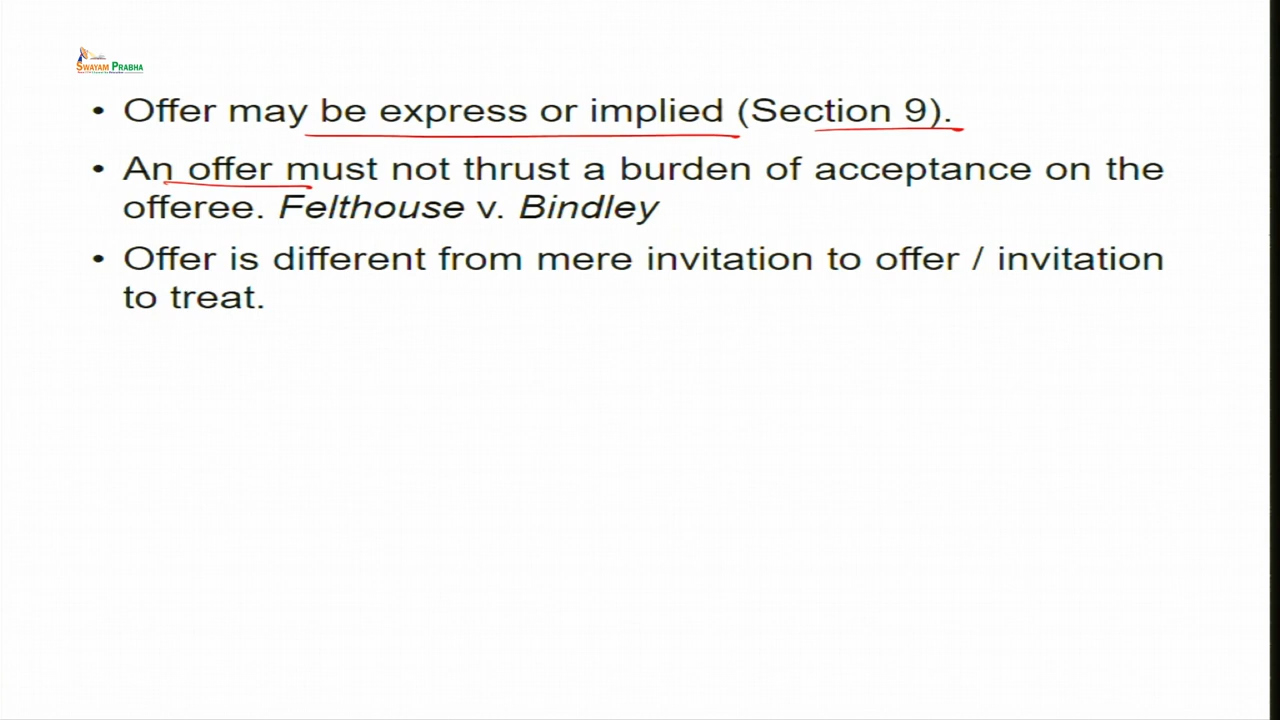 SWAYAM PRABHA
• Offer may be express or implied (Section 9).
• An offer must not thrust a burden of acceptance on the
offeree. Felthouse v. Bindley
• Offer is different from mere invitation to offer / invitation
to treat.